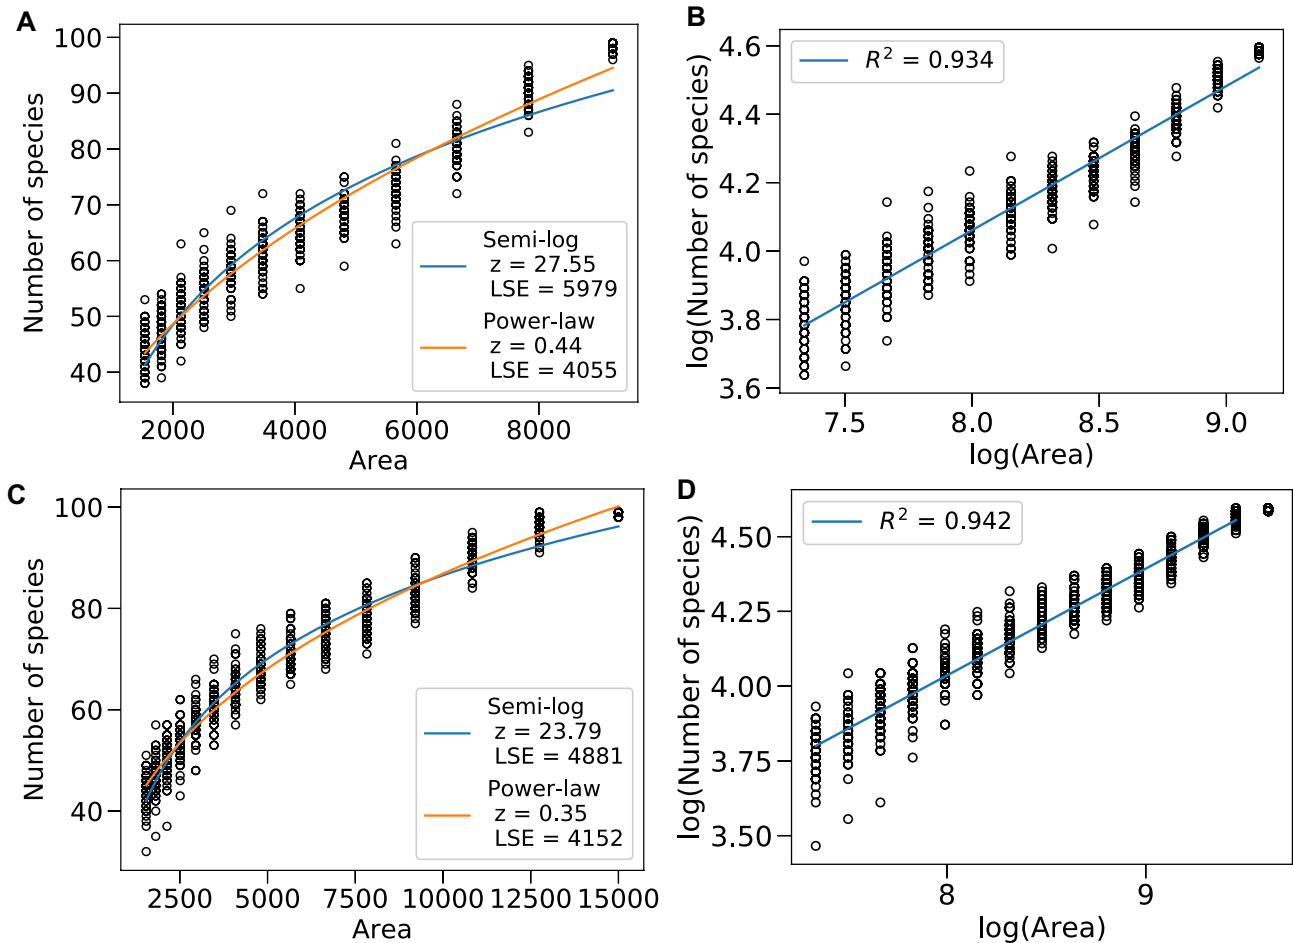 A
Number of species
100
90
80
70
60
50
40
2000 4000 6000 8000
Area
Semi-log
z = 27.55
LSE = 5979
Power-law
z = 0.44
LSE = 4055
B
log(Number of species)
4.6
4.4
4.2
4.0
3.8
3.6
7.5 8.0 8.5 9.0
log(Area)
R² = 0.934
C
Number of species
100
80
60
40
2500 5000 7500 10000 12500 15000
Area
Semi-log
z = 23.79
LSE = 4881
Power-law
z = 0.35
LSE = 4152
D
log(Number of species)
4.50
4.25
4.00
3.75
3.50
8 9
log(Area)
R² = 0.942